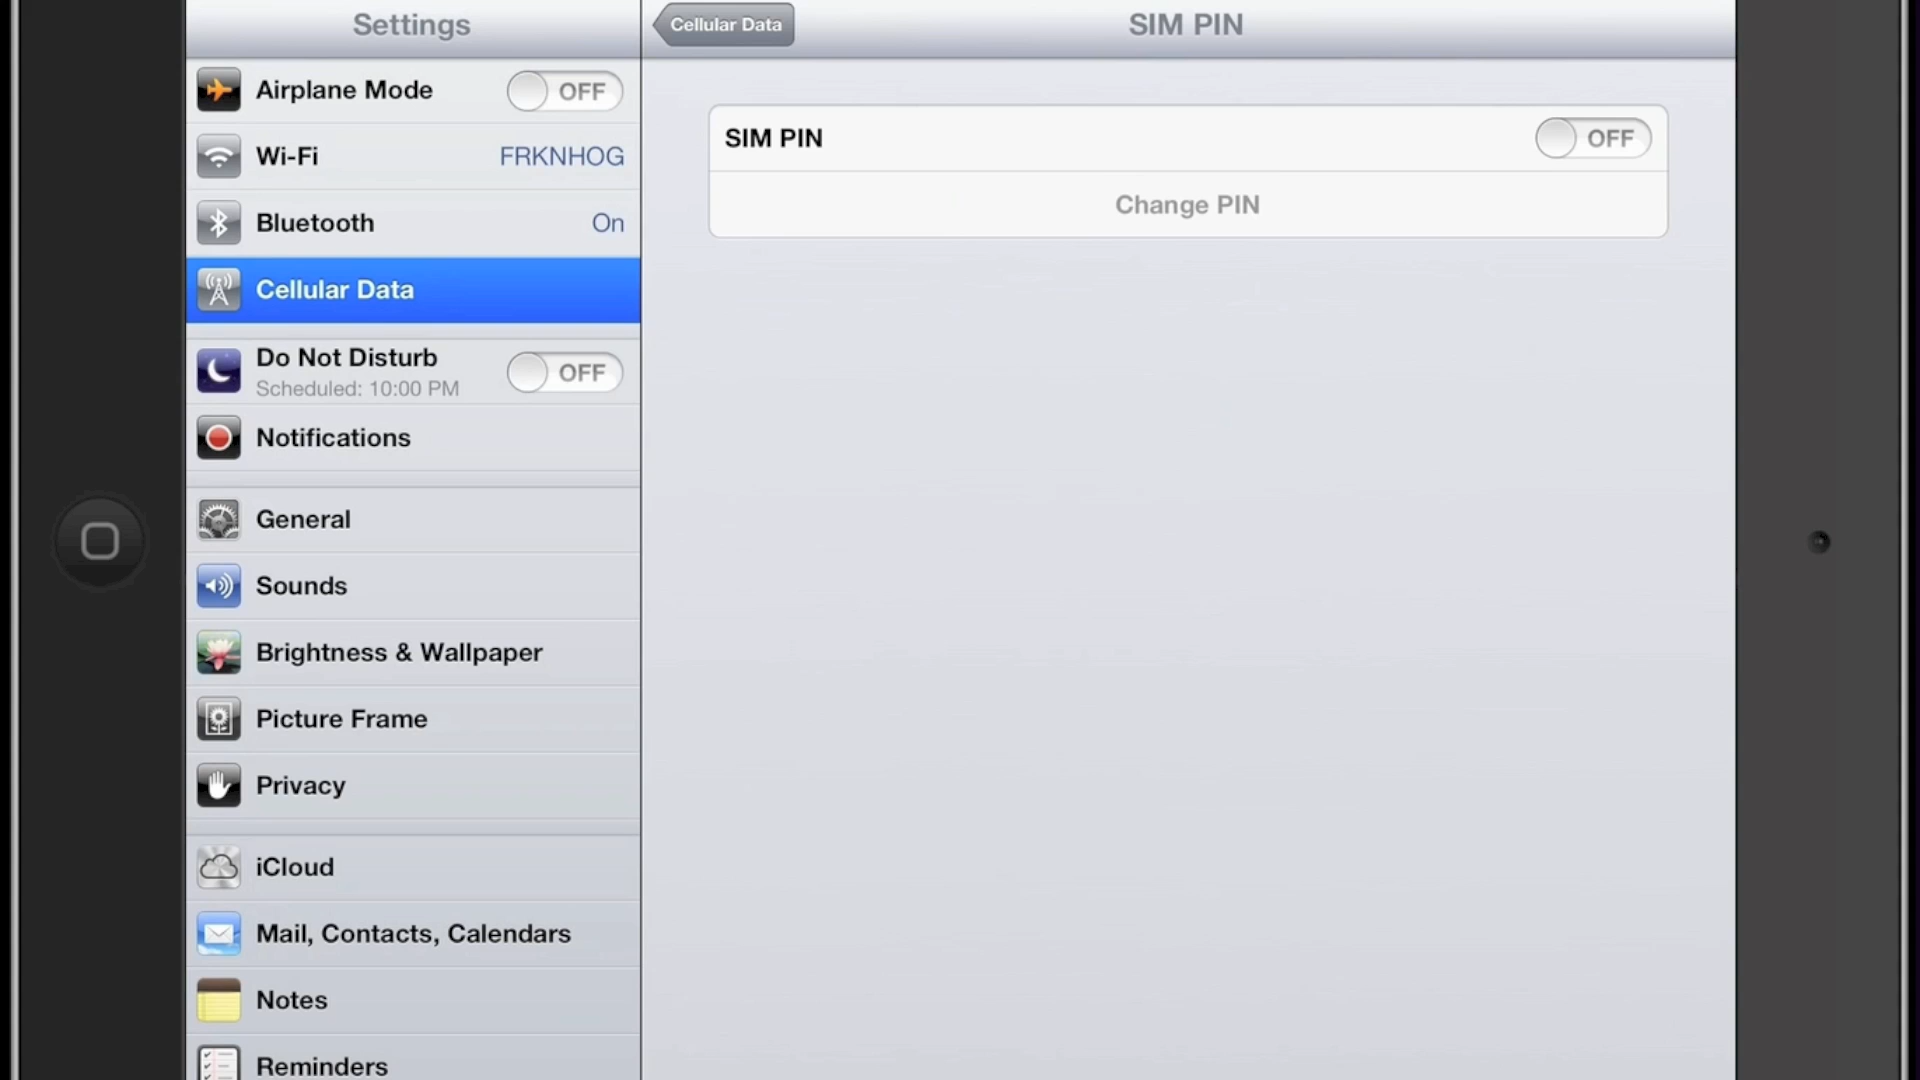 Settings
Cellular Data
SIM PIN
Airplane Mode OFF
Wi-Fi FRKNHOG
Bluetooth On
Cellular Data
Do Not Disturb OFF
Scheduled: 10:00 PM
Notifications
General
Sounds
Brightness & Wallpaper
Picture Frame
Privacy
iCloud
Mail, Contacts, Calendars
Notes
Reminders
SIM PIN OFF
Change PIN